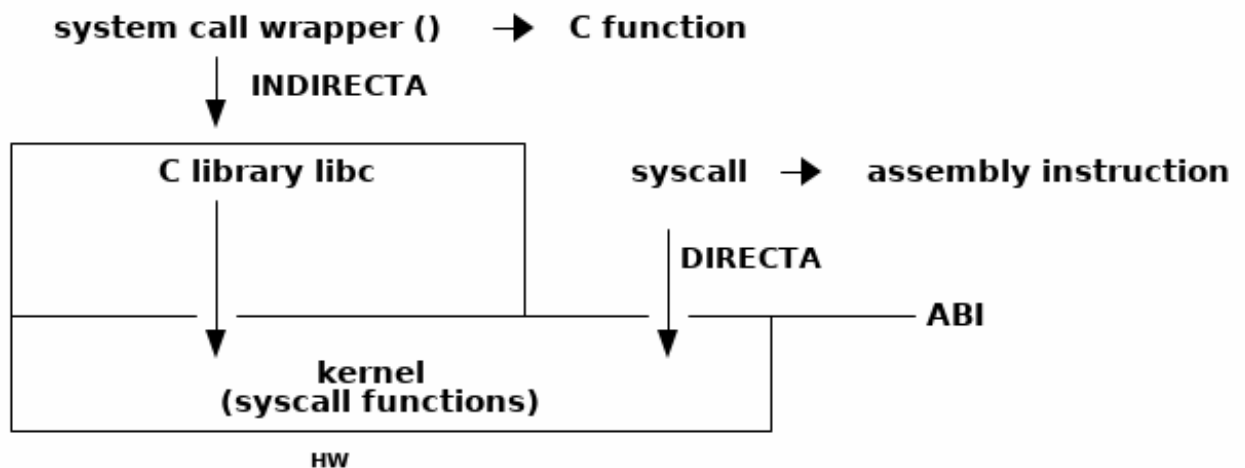 system call wrapper () C function
INDIRECTA
C library libc
syscall assembly instruction
DIRECTA
ABI
kernel
(syscall functions)
HW